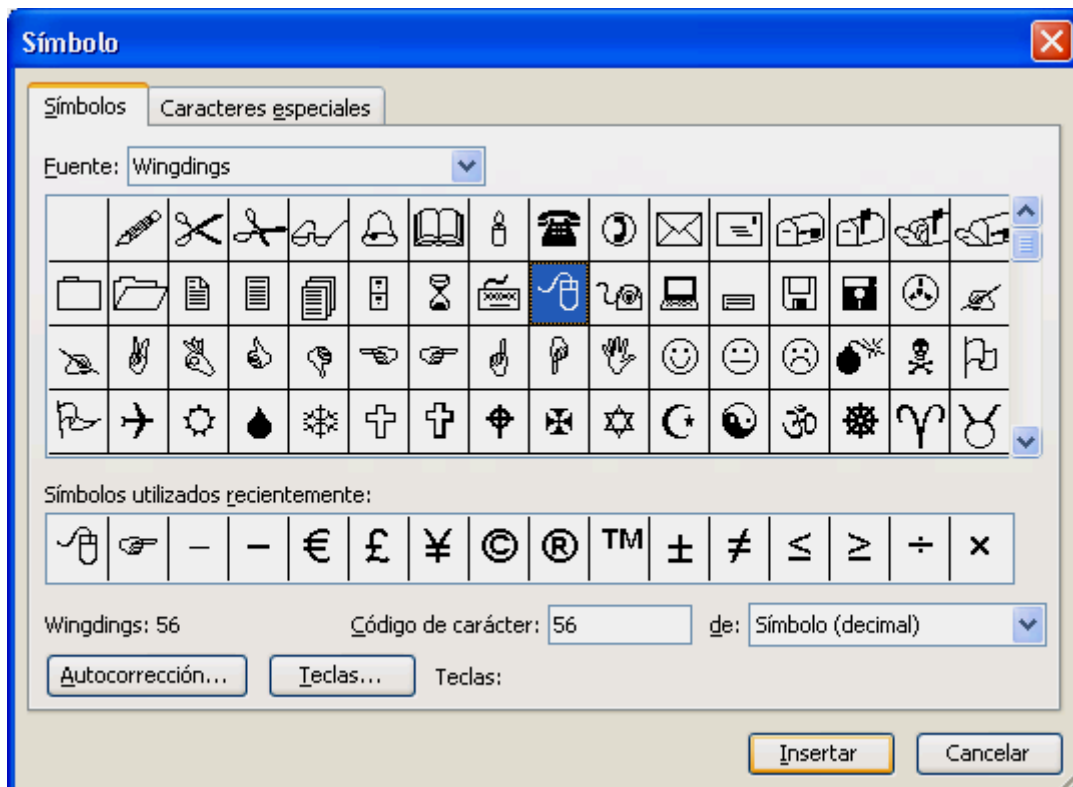 Símbolo
Símbolos Caracteres especiales
Fuente: Wingdings
Símbolos utilizados recientemente:
– — € £ ¥ © ® ™ ± ≠ ≤ ≥ ÷ ×
Wingdings: 56 Código de carácter: 56 de: Símbolo (decimal)
Autocorrección... Teclas... Teclas:
Insertar Cancelar